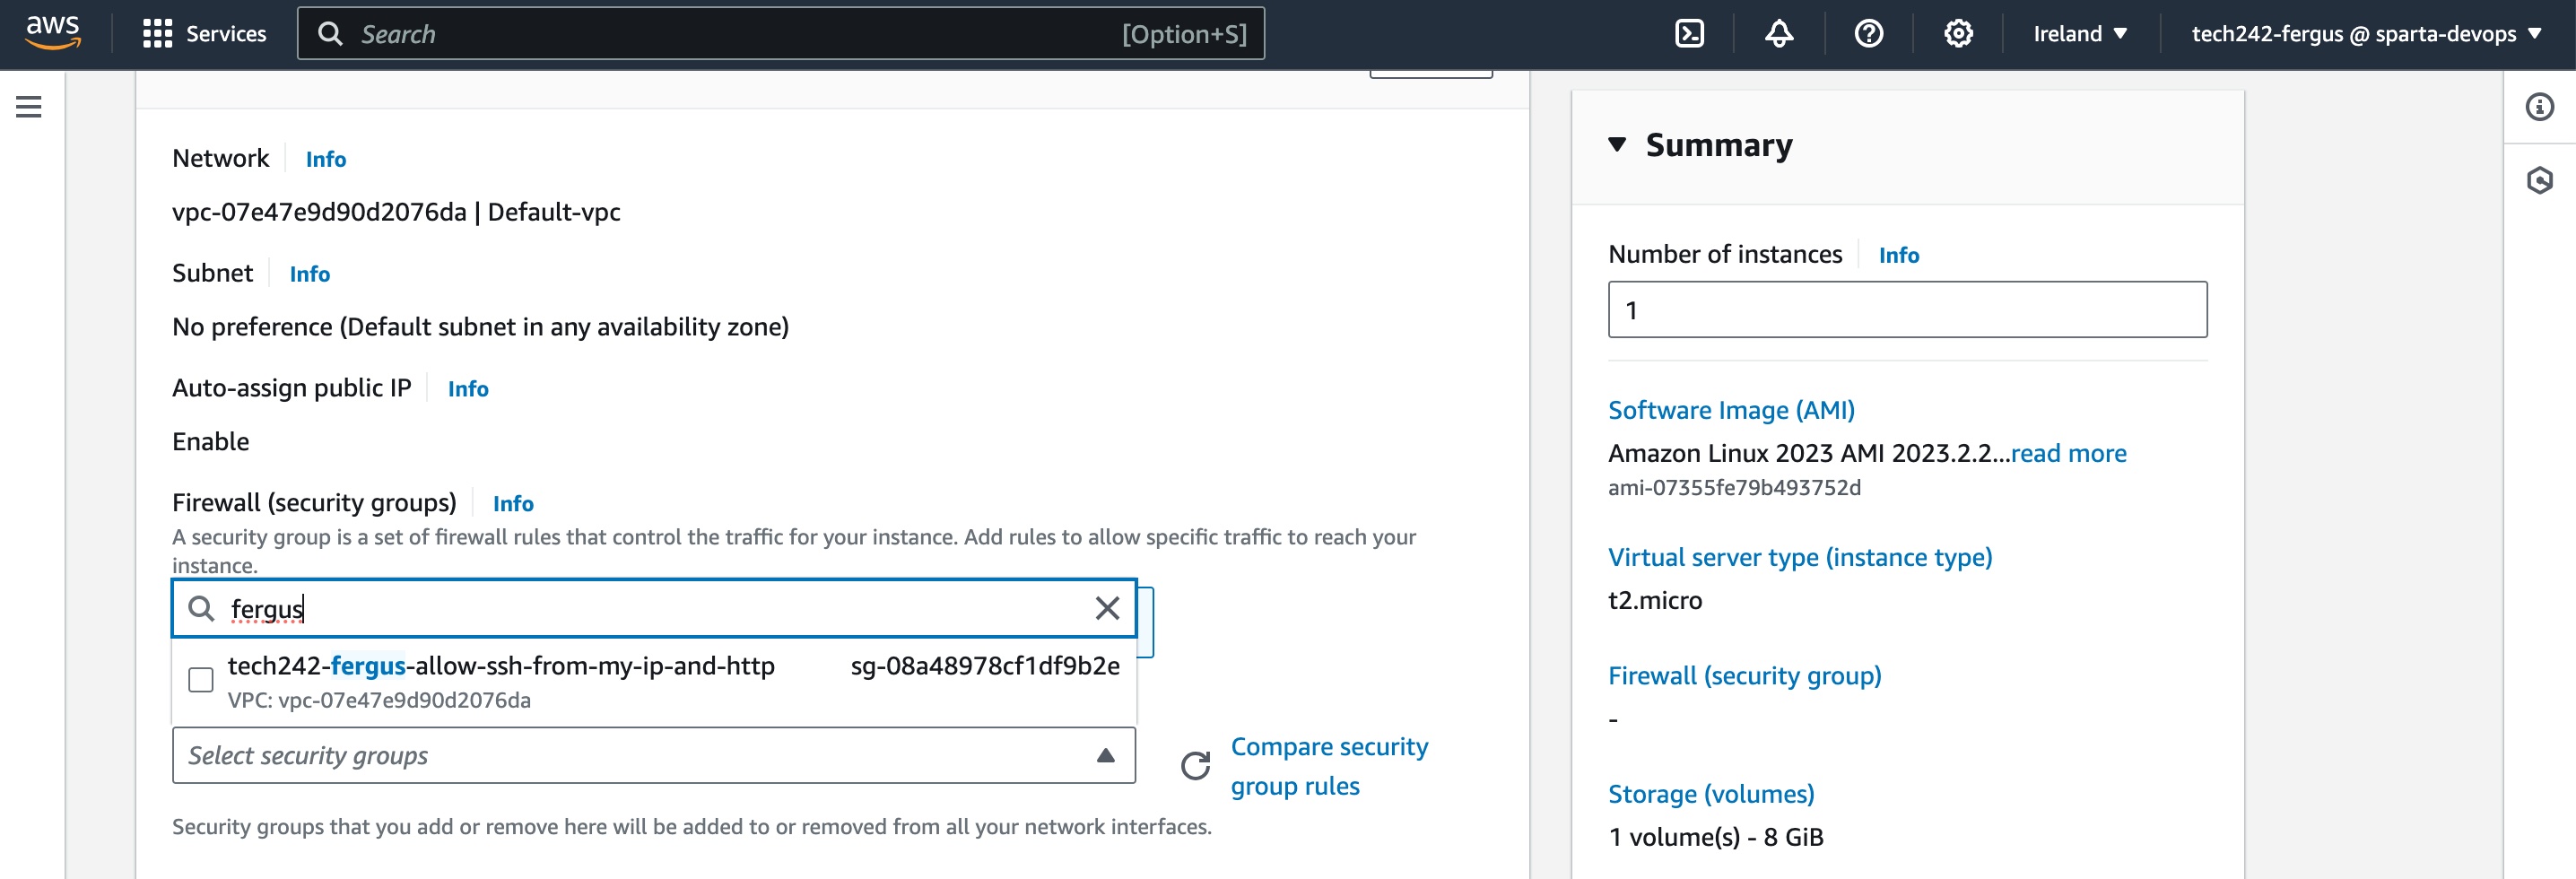 aws
Services
Search
[Option+S]
Ireland
tech242-fergus @ sparta-devops
Network
Info
vpc-07e47e9d90d2076da | Default-vpc
Subnet
Info
No preference (Default subnet in any availability zone)
Auto-assign public IP
Info
Enable
Firewall (security groups)
Info
A security group is a set of firewall rules that control the traffic for your instance. Add rules to allow specific traffic to reach your
instance.
fergus
tech242-fergus-allow-ssh-from-my-ip-and-http
sg-08a48978cf1df9b2e
VPC: vpc-07e47e9d90d2076da
Select security groups
Compare security
group rules
Security groups that you add or remove here will be added to or removed from all your network interfaces.
Summary
Number of instances
Info
1
Software Image (AMI)
Amazon Linux 2023 AMI 2023.2.2...read more
ami-07355fe79b493752d
Virtual server type (instance type)
t2.micro
Firewall (security group)
-
Storage (volumes)
1 volume(s) - 8 GiB